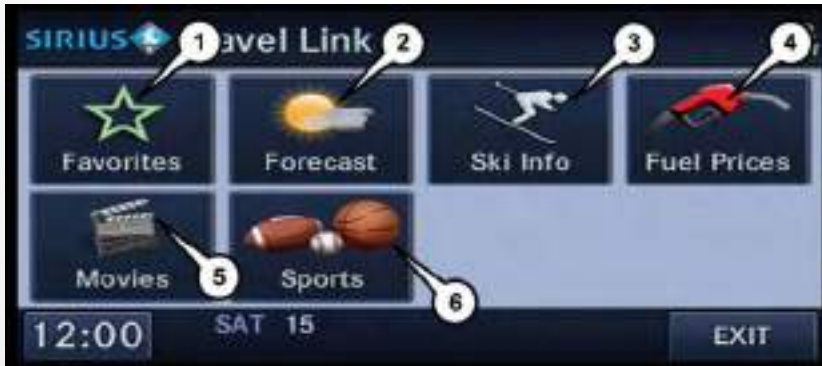 SIRIUS avel Link
1 2 3 4
Favorites Forecast Ski Info Fuel Prices
Movies Sports
5 6
12:00 SAT 15 EXIT